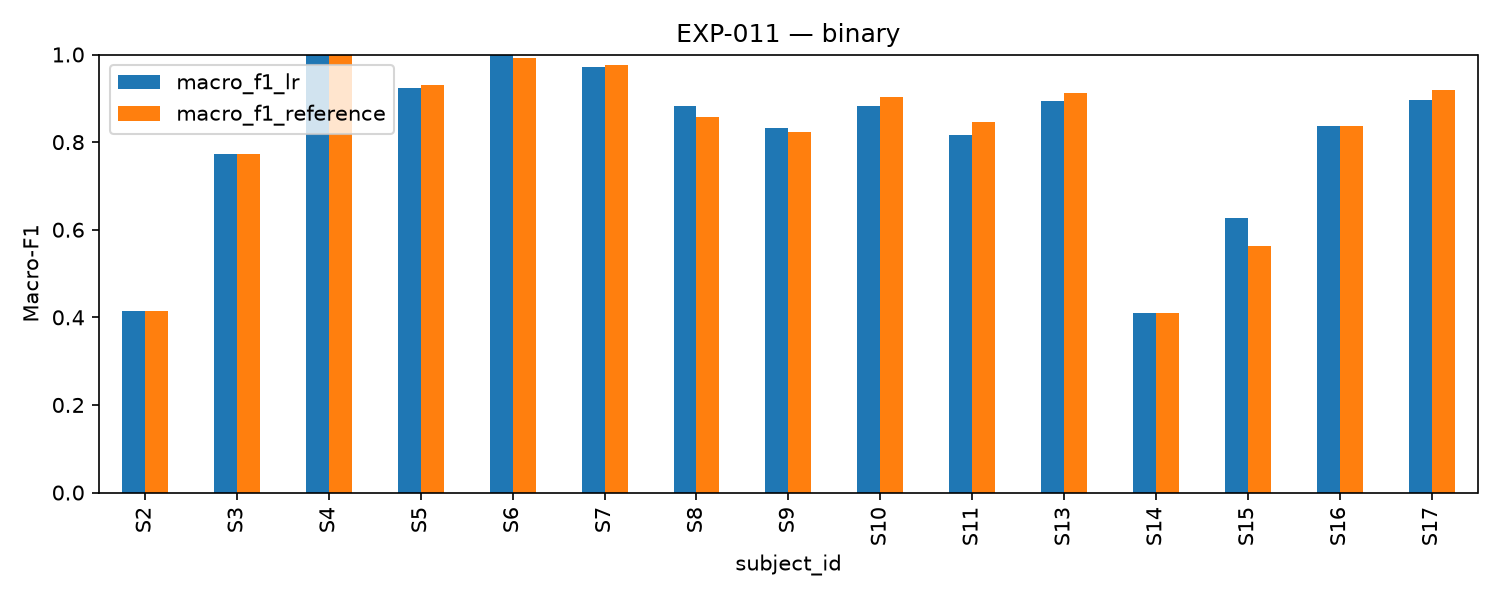 EXP-011 — binary
macro_f1_lr
macro_f1_reference
Macro-F1
1.0
0.8
0.6
0.4
0.2
0.0
S2 S3 S4 S5 S6 S7 S8 S9 S10 S11 S13 S14 S15 S16 S17
subject_id